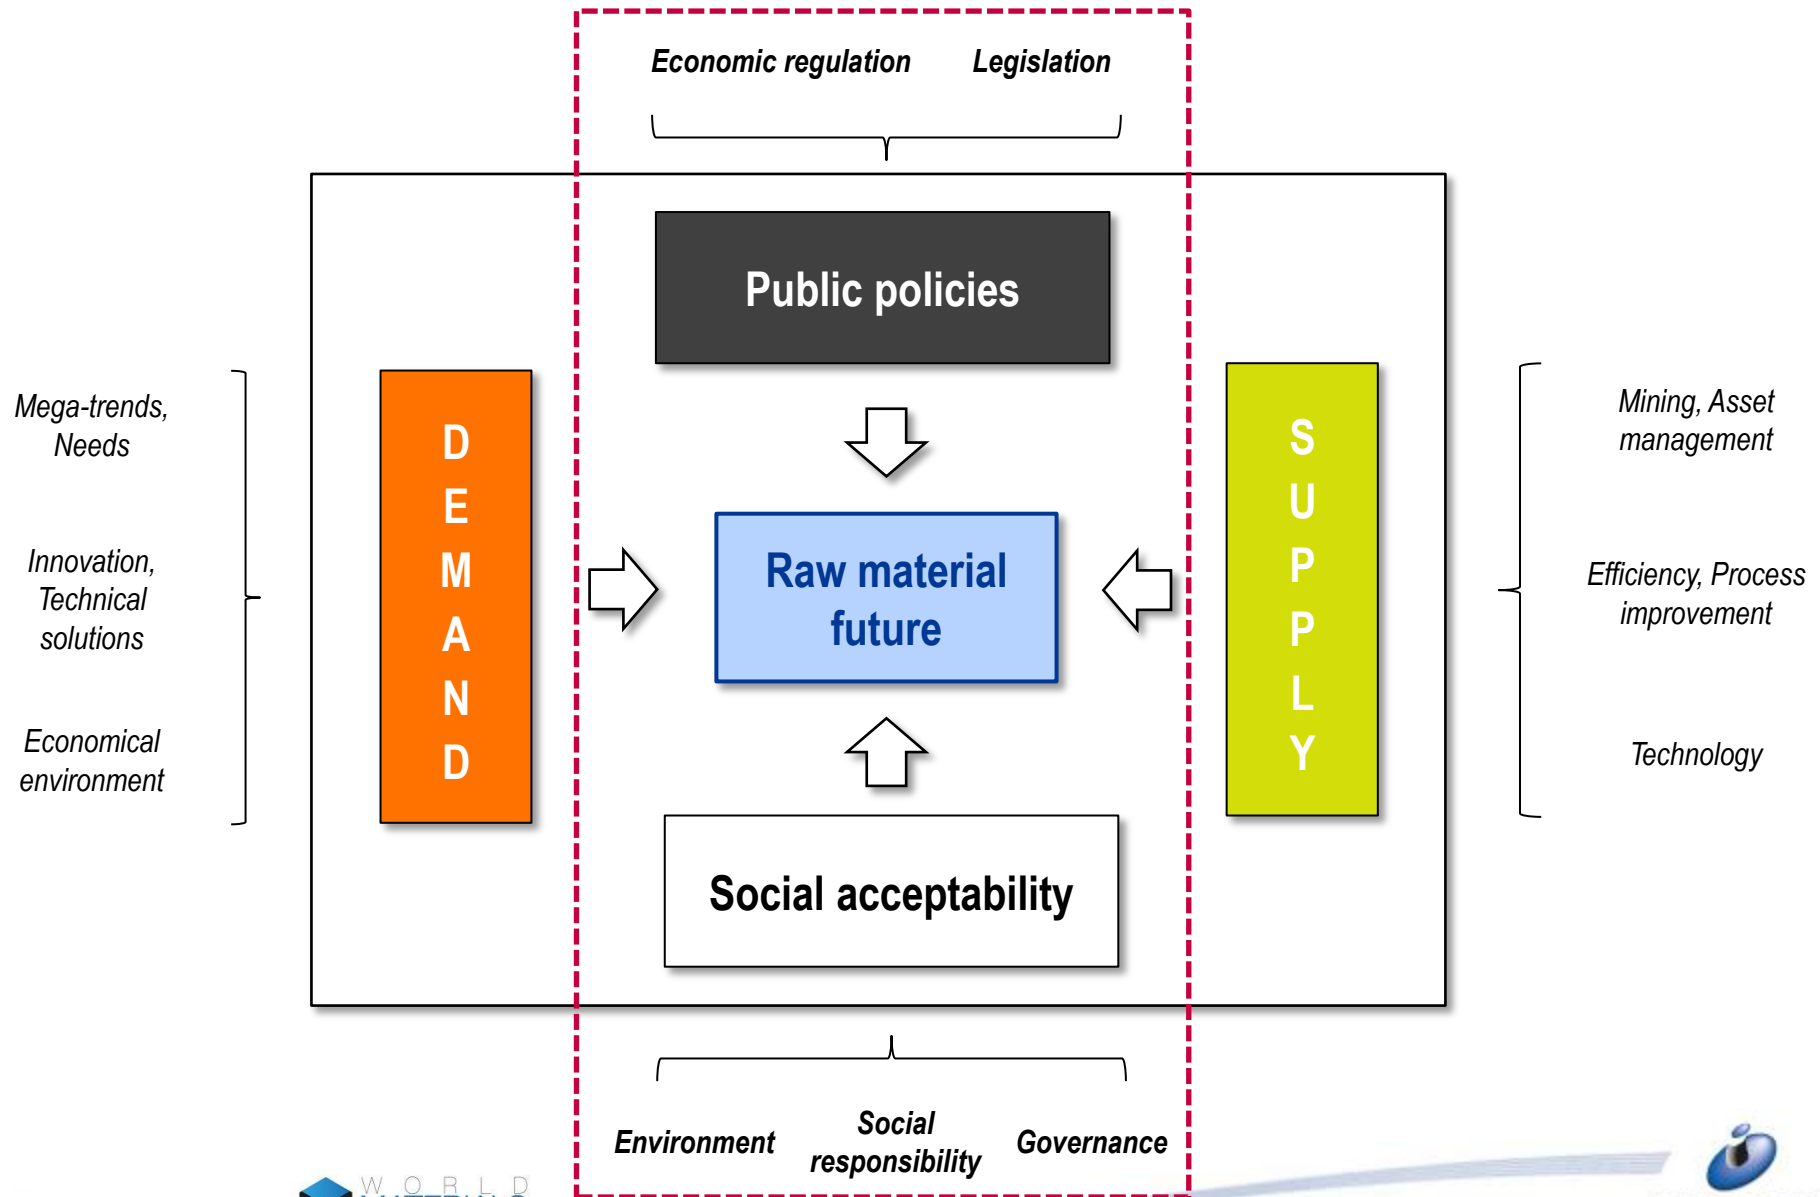 Economic regulation
Legislation
Public policies
Mega-trends,
Needs
Innovation,
Technical
solutions
Economical
environment
D
E
M
A
N
D
Raw material
future
S
U
P
P
L
Y
Mining, Asset
management
Efficiency, Process
improvement
Technology
Social acceptability
Environment
Social
responsibility
Governance
WORLD